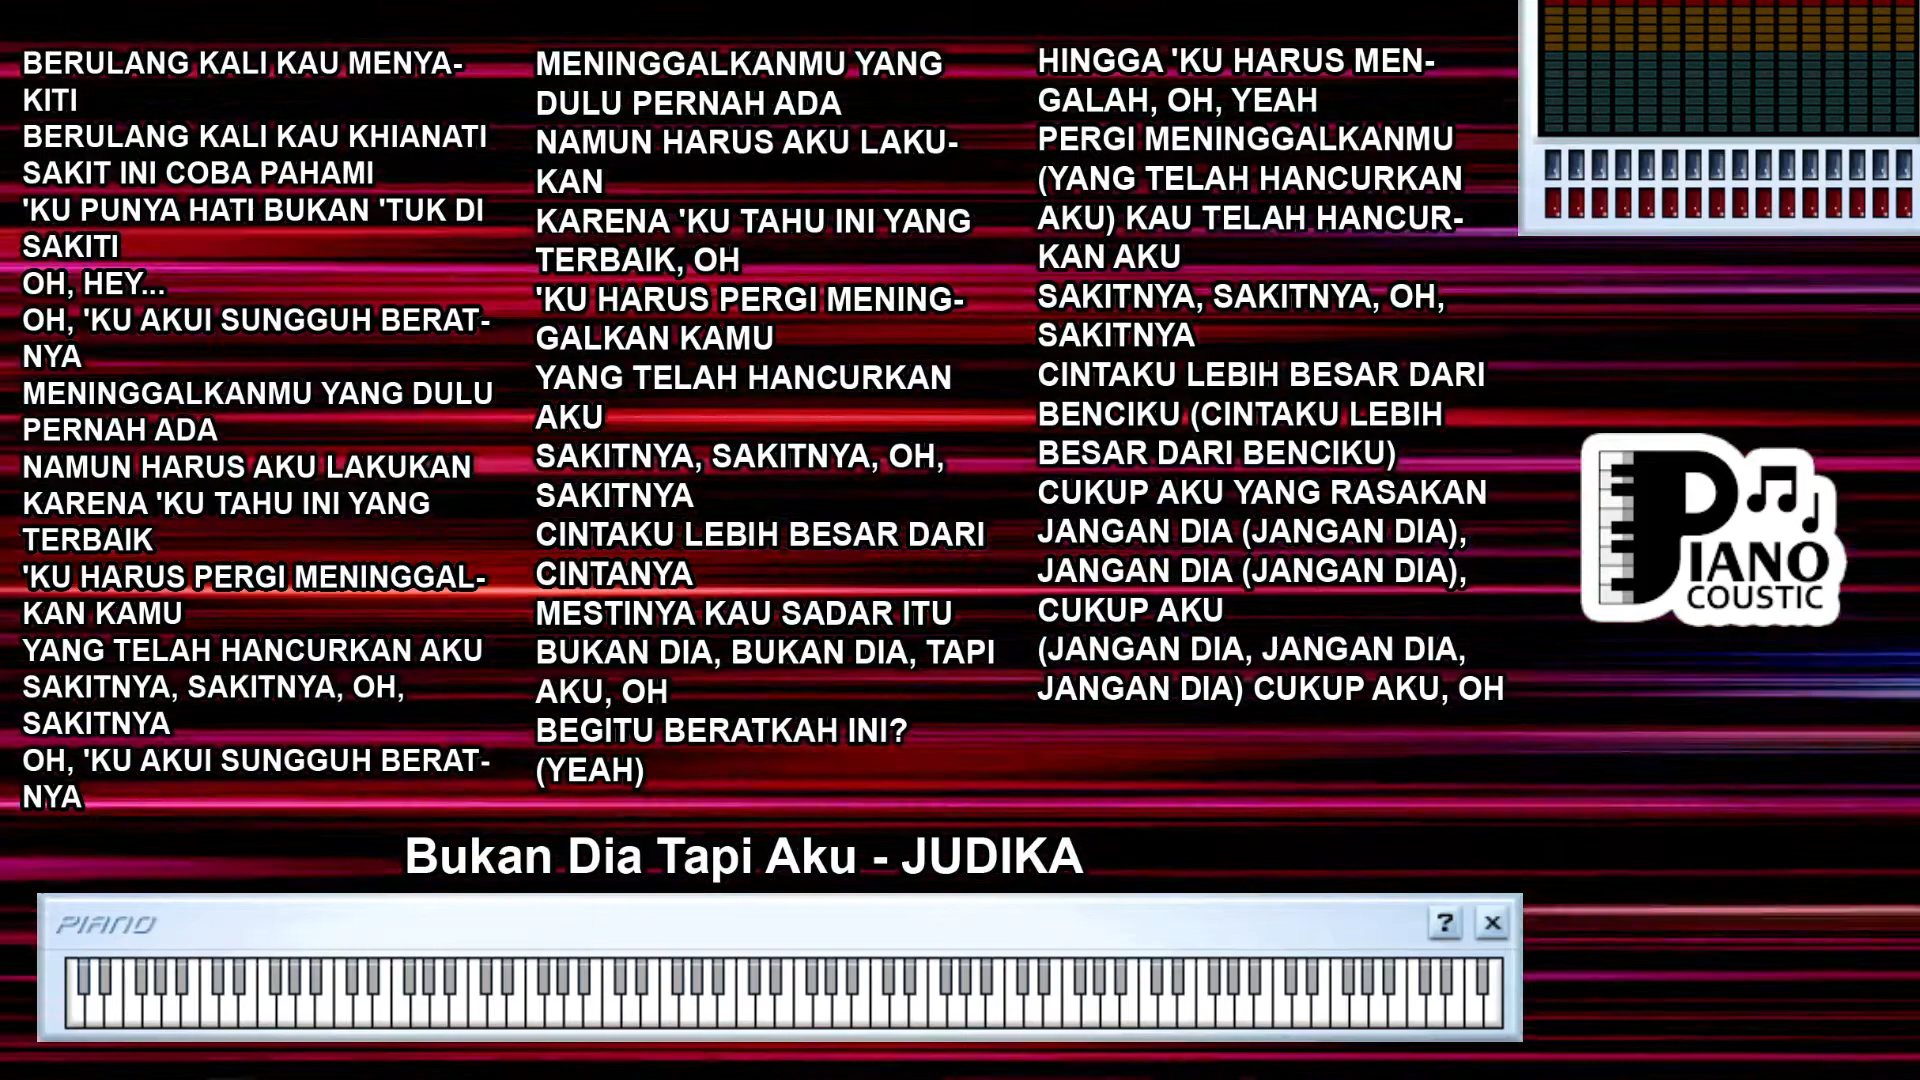 BERULANG KALI KAU MENYA-
KITI
BERULANG KALI KAU KHIANATI
SAKIT INI COBA PAHAMI
'KU PUNYA HATI BUKAN 'TUK DI
SAKITI
OH, HEY...
OH, 'KU AKUI SUNGGUH BERAT-
NYA
MENINGGALKANMU YANG DULU
PERNAH ADA
NAMUN HARUS AKU LAKUKAN
KARENA 'KU TAHU INI YANG
TERBAIK
'KU HARUS PERGI MENINGGAL-
KAN KAMU
YANG TELAH HANCURKAN AKU
SAKITNYA, SAKITNYA, OH,
SAKITNYA
OH, 'KU AKUI SUNGGUH BERAT-
NYA
MENINGGALKANMU YANG
DULU PERNAH ADA
NAMUN HARUS AKU LAKU-
KAN
KARENA 'KU TAHU INI YANG
TERBAIK, OH
'KU HARUS PERGI MENING-
GALKAN KAMU
YANG TELAH HANCURKAN
AKU
SAKITNYA, SAKITNYA, OH,
SAKITNYA
CINTAKU LEBIH BESAR DARI
CINTANYA
MESTINYA KAU SADAR ITU
BUKAN DIA, BUKAN DIA, TAPI
AKU, OH
BEGITU BERATKAH INI?
(YEAH)
HINGGA 'KU HARUS MEN-
GALAH, OH, YEAH
PERGI MENINGGALKANMU
(YANG TELAH HANCURKAN
AKU) KAU TELAH HANCUR-
KAN AKU
SAKITNYA, SAKITNYA, OH,
SAKITNYA
CINTAKU LEBIH BESAR DARI
BENCIKU (CINTAKU LEBIH
BESAR DARI BENCIKU)
CUKUP AKU YANG RASAKAN
JANGAN DIA (JANGAN DIA),
JANGAN DIA (JANGAN DIA),
CUKUP AKU
(JANGAN DIA, JANGAN DIA,
JANGAN DIA) CUKUP AKU, OH
PIANO
COUSTIC
Bukan Dia Tapi Aku - JUDIKA
PIANO
? X